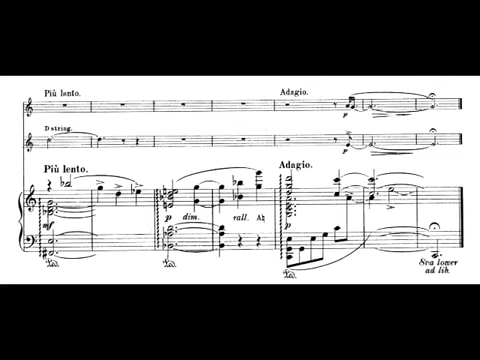 Più lento.
Adagio.
p
D string.
p
Più lento.
Adagio.
mf
p dim. rall.
p
p
8va lower
ad lib.